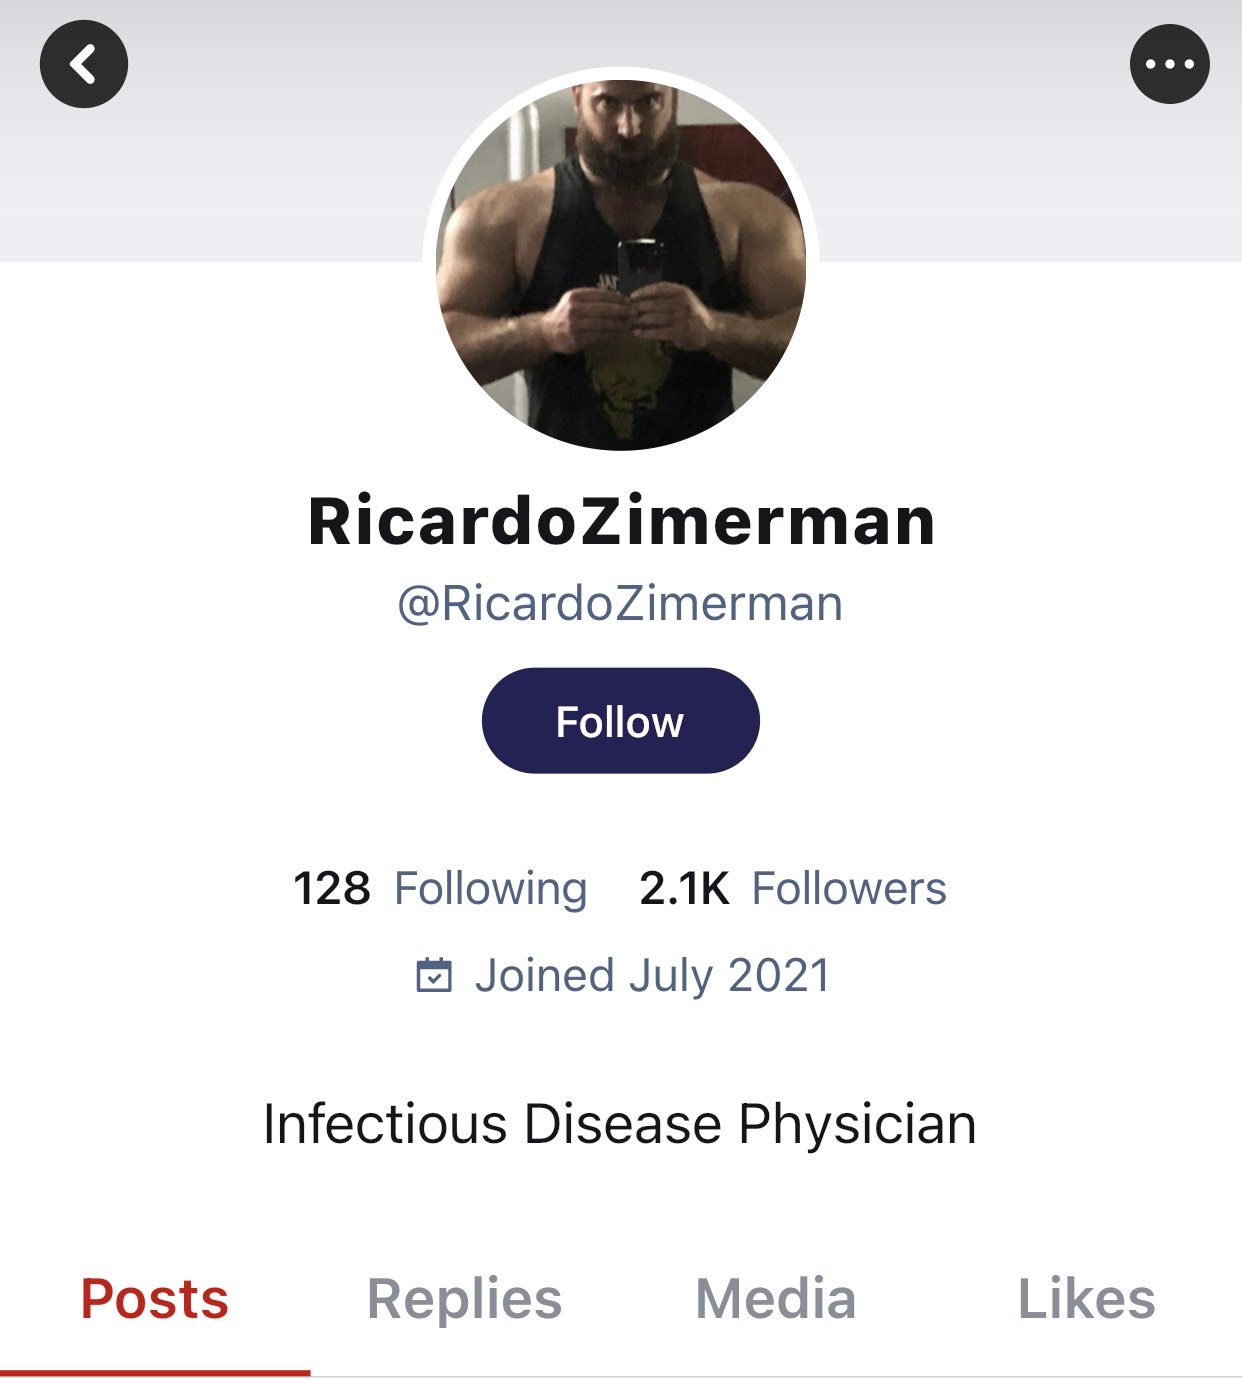 RicardoZimerman
@RicardoZimerman
Follow
128 Following 2.1K Followers
Joined July 2021
Infectious Disease Physician
Posts Replies Media Likes